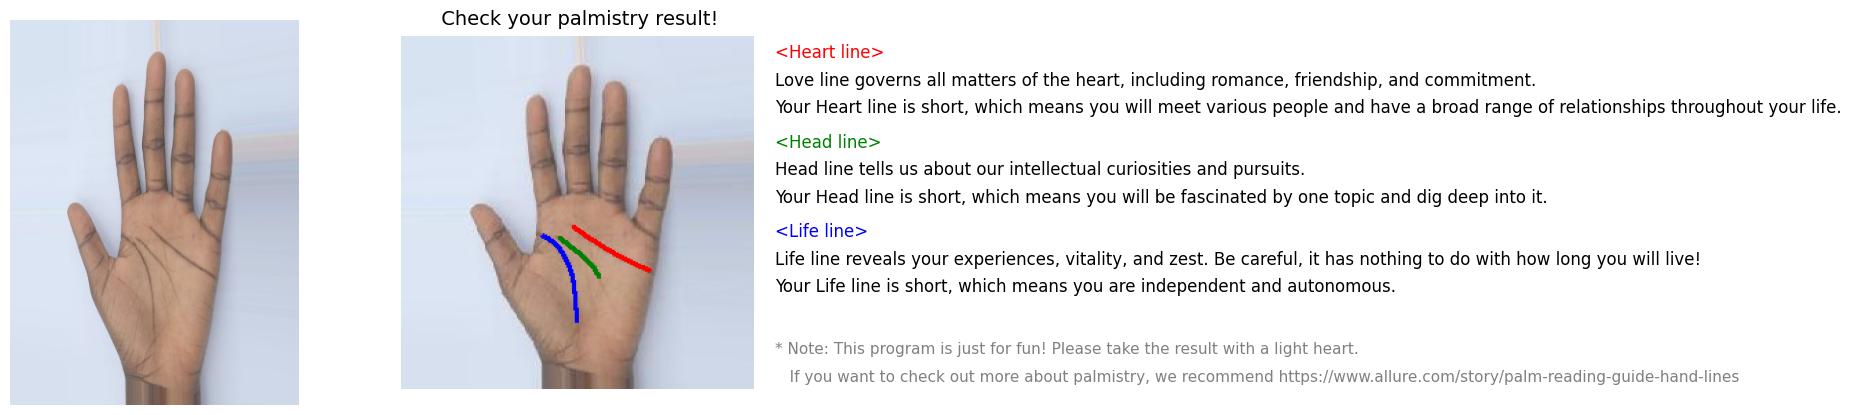 Check your palmistry result!
<Heart line>
Love line governs all matters of the heart, including romance, friendship, and commitment.
Your Heart line is short, which means you will meet various people and have a broad range of relationships throughout your life.
<Head line>
Head line tells us about our intellectual curiosities and pursuits.
Your Head line is short, which means you will be fascinated by one topic and dig deep into it.
<Life line>
Life line reveals your experiences, vitality, and zest. Be careful, it has nothing to do with how long you will live!
Your Life line is short, which means you are independent and autonomous.
* Note: This program is just for fun! Please take the result with a light heart.
If you want to check out more about palmistry, we recommend https://www.allure.com/story/palm-reading-guide-hand-lines